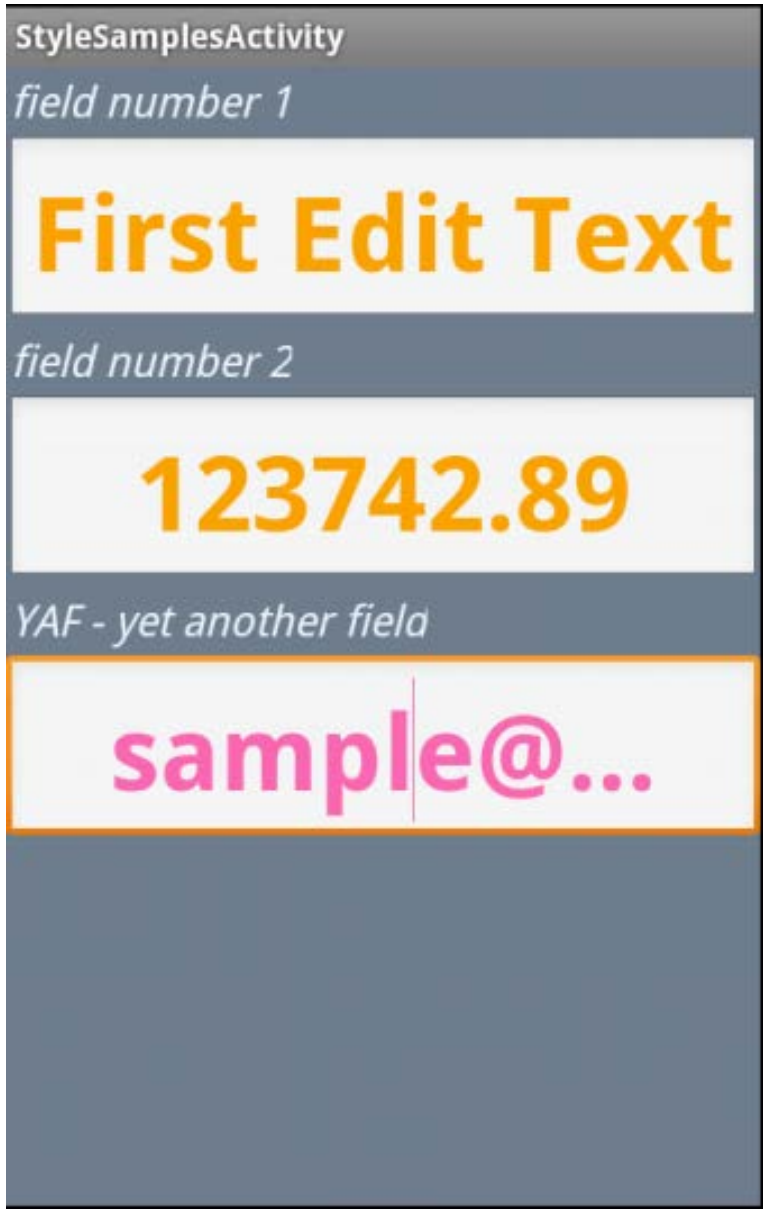 StyleSamplesActivity
field number 1
First Edit Text
field number 2
123742.89
YAF - yet another field
sample@...